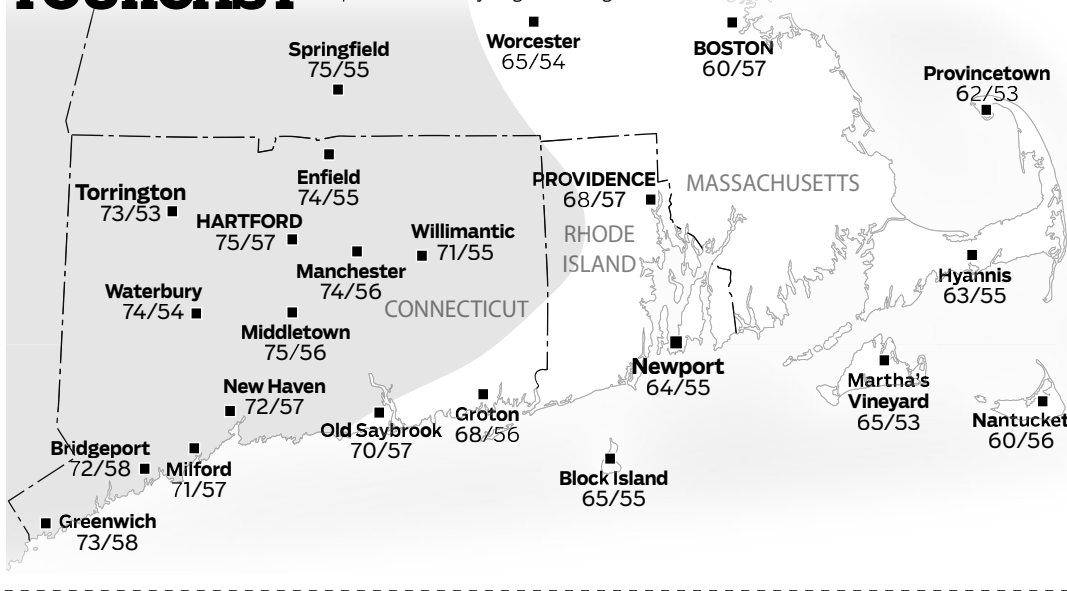 Springfield
75/55
Worcester
65/54
BOSTON
60/57
Provincetown
62/53
Enfield
74/55
Torrington
73/53
HARTFORD
75/57
Willimantic
71/55
Manchester
74/56
PROVIDENCE
68/57
MASSACHUSETTS
RHODE
ISLAND
Hyannis
63/55
Waterbury
74/54
CONNECTICUT
Middletown
75/56
Newport
64/55
Martha's
Vineyard
65/53
Nantucket
60/56
New Haven
72/57
Old Saybrook
70/57
Groton
68/56
Bridgeport
72/58
Milford
71/57
Block Island
65/55
Greenwich
73/58